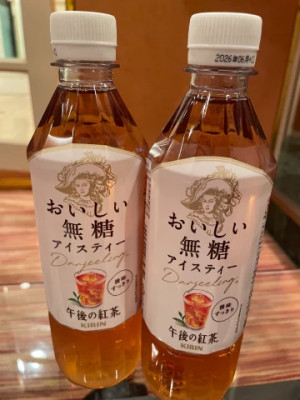 おいしい
無糖
アイスティー
Darjeeling
午後の紅茶
KIRIN
おいしい
無糖
アイスティー
Darjeeling
午後の紅茶
KIRIN